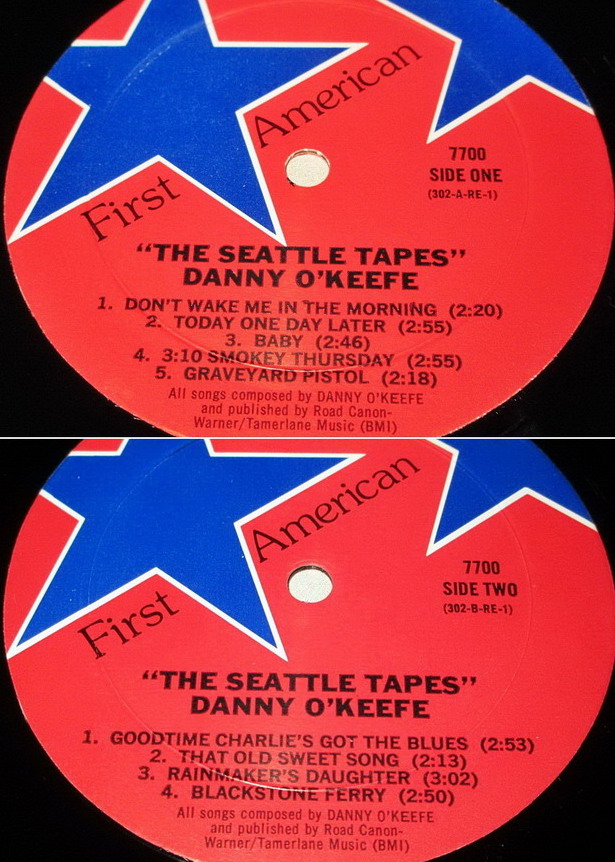 First American
7700
SIDE ONE
(302-A-RE-1)
“THE SEATTLE TAPES”
DANNY O’KEEFE
1. DON’T WAKE ME IN THE MORNING (2:20)
2. TODAY ONE DAY LATER (2:55)
3. BABY (2:46)
4. 3:10 SMOKEY THURSDAY (2:55)
5. GRAVEYARD PISTOL (2:18)
All songs composed by DANNY O’KEEFE
and published by Road Canon-
Warner/Tamerlane Music (BMI)
First American
7700
SIDE TWO
(302-B-RE-1)
“THE SEATTLE TAPES”
DANNY O’KEEFE
1. GOODTIME CHARLIE’S GOT THE BLUES (2:53)
2. THAT OLD SWEET SONG (2:13)
3. RAINMAKER’S DAUGHTER (3:02)
4. BLACKSTONE FERRY (2:50)
All songs composed by DANNY O’KEEFE
and published by Road Canon-
Warner/Tamerlane Music (BMI)